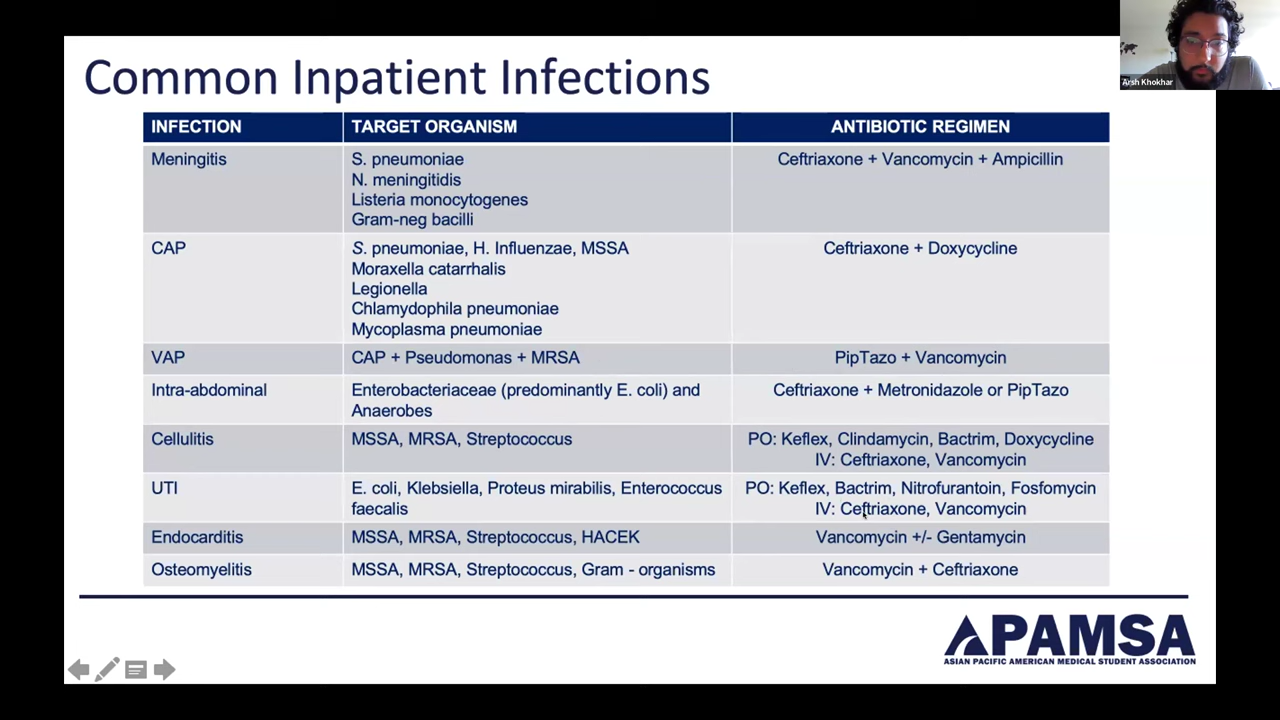 Common Inpatient Infections
Arsh Khokhar
INFECTION TARGET ORGANISM ANTIBIOTIC REGIMEN
Meningitis S. pneumoniae Ceftriaxone + Vancomycin + Ampicillin
N. meningitidis
Listeria monocytogenes
Gram-neg bacilli
CAP S. pneumoniae, H. Influenzae, MSSA Ceftriaxone + Doxycycline
Moraxella catarrhalis
Legionella
Chlamydophila pneumoniae
Mycoplasma pneumoniae
VAP CAP + Pseudomonas + MRSA PipTazo + Vancomycin
Intra-abdominal Enterobacteriaceae (predominantly E. coli) and Ceftriaxone + Metronidazole or PipTazo
Anaerobes
Cellulitis MSSA, MRSA, Streptococcus PO: Keflex, Clindamycin, Bactrim, Doxycycline
IV: Ceftriaxone, Vancomycin
UTI E. coli, Klebsiella, Proteus mirabilis, Enterococcus PO: Keflex, Bactrim, Nitrofurantoin, Fosfomycin
faecalis IV: Ceftriaxone, Vancomycin
Endocarditis MSSA, MRSA, Streptococcus, HACEK Vancomycin +/- Gentamycin
Osteomyelitis MSSA, MRSA, Streptococcus, Gram - organisms Vancomycin + Ceftriaxone
APAMSA
ASIAN PACIFIC AMERICAN MEDICAL STUDENT ASSOCIATION